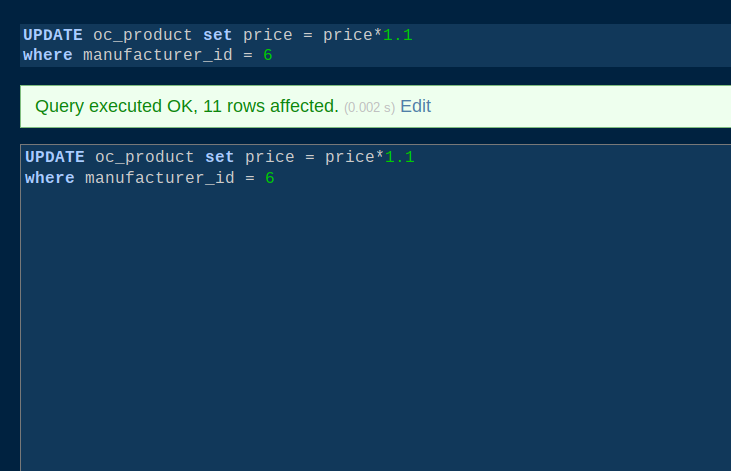 UPDATE oc_product set price = price*1.1
where manufacturer_id = 6
Query executed OK, 11 rows affected. (0.002 s) Edit
UPDATE oc_product set price = price*1.1
where manufacturer_id = 6